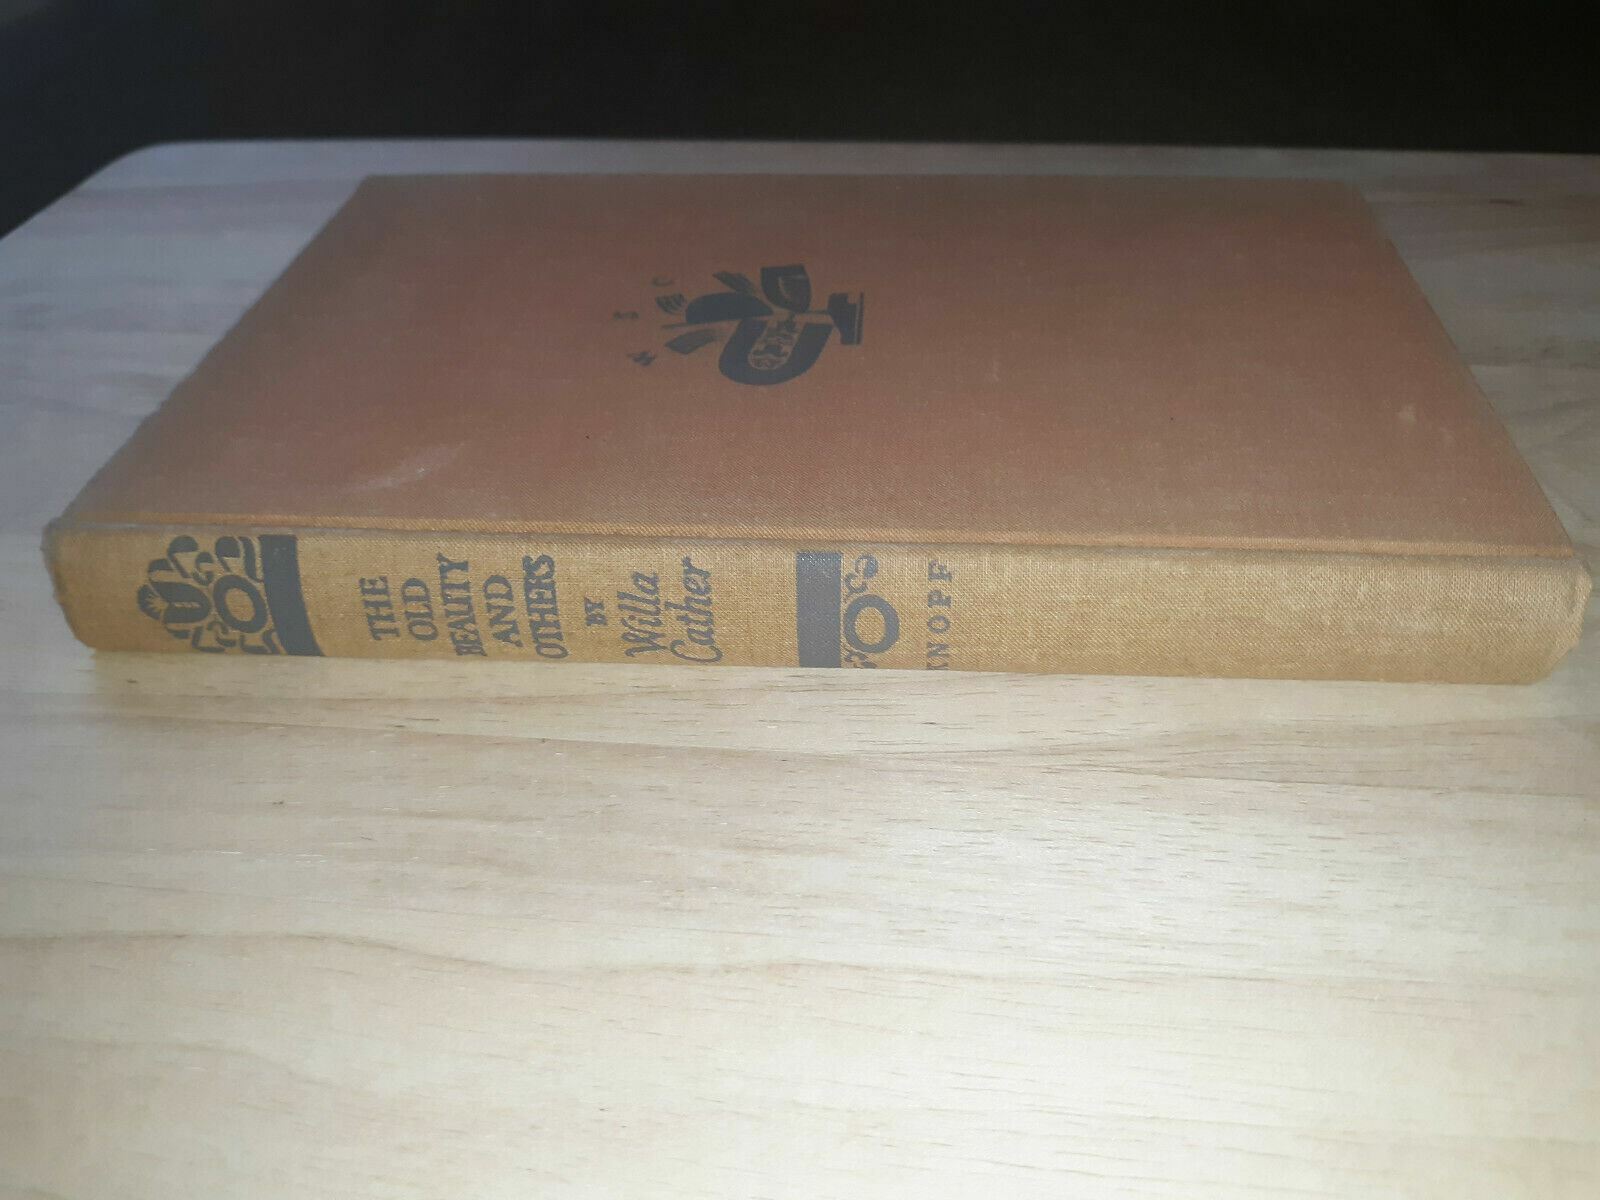 W S C
THE
OLD
BEAUTY
AND
OTHERS
BY
Willa
Cather
KNOPF